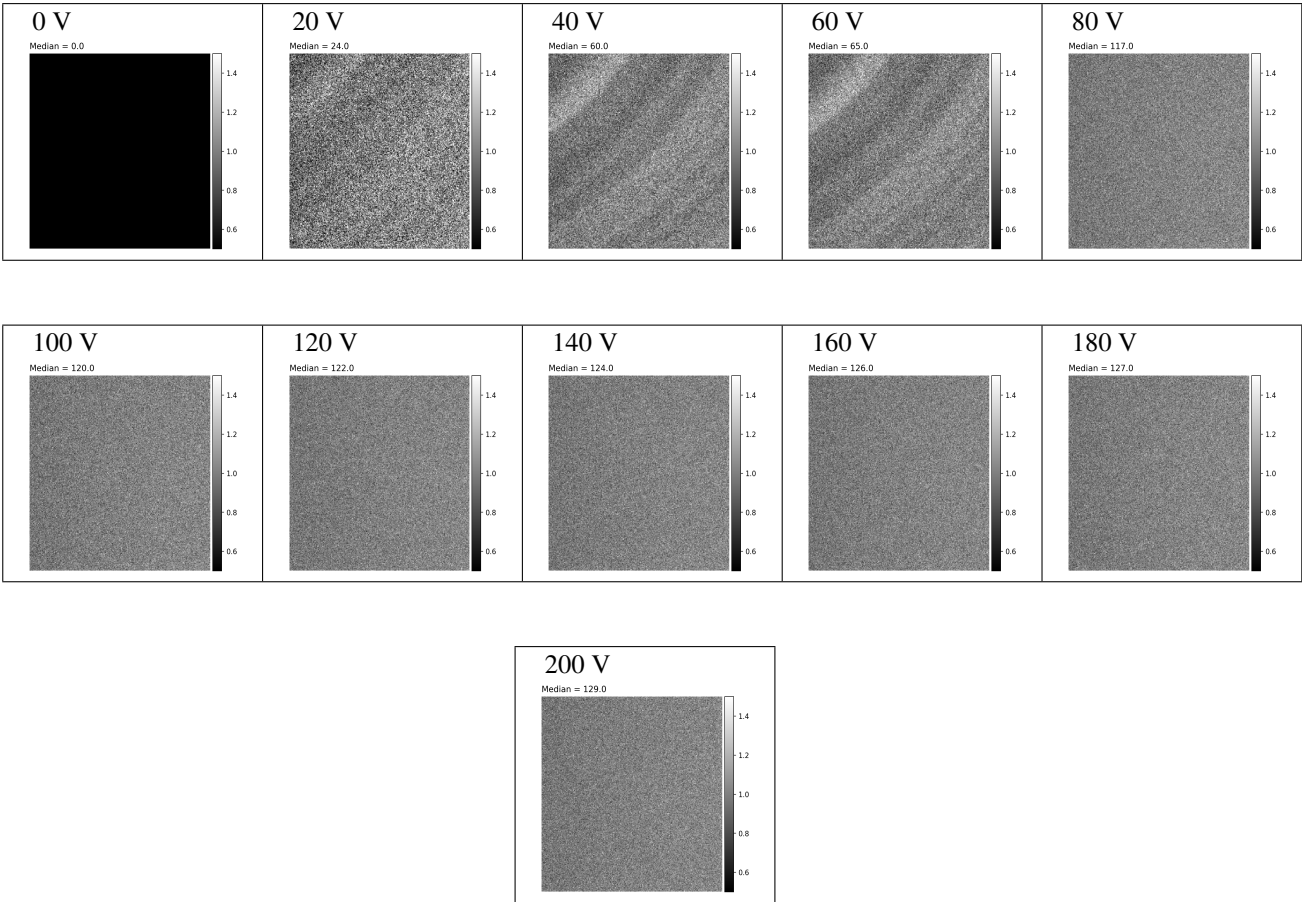 0 V
Median = 0.0
1.4
1.2
1.0
0.8
0.6
20 V
Median = 24.0
1.4
1.2
1.0
0.8
0.6
40 V
Median = 60.0
1.4
1.2
1.0
0.8
0.6
60 V
Median = 65.0
1.4
1.2
1.0
0.8
0.6
80 V
Median = 117.0
1.4
1.2
1.0
0.8
0.6
100 V
Median = 120.0
1.4
1.2
1.0
0.8
0.6
120 V
Median = 122.0
1.4
1.2
1.0
0.8
0.6
140 V
Median = 124.0
1.4
1.2
1.0
0.8
0.6
160 V
Median = 126.0
1.4
1.2
1.0
0.8
0.6
180 V
Median = 127.0
1.4
1.2
1.0
0.8
0.6
200 V
Median = 129.0
1.4
1.2
1.0
0.8
0.6